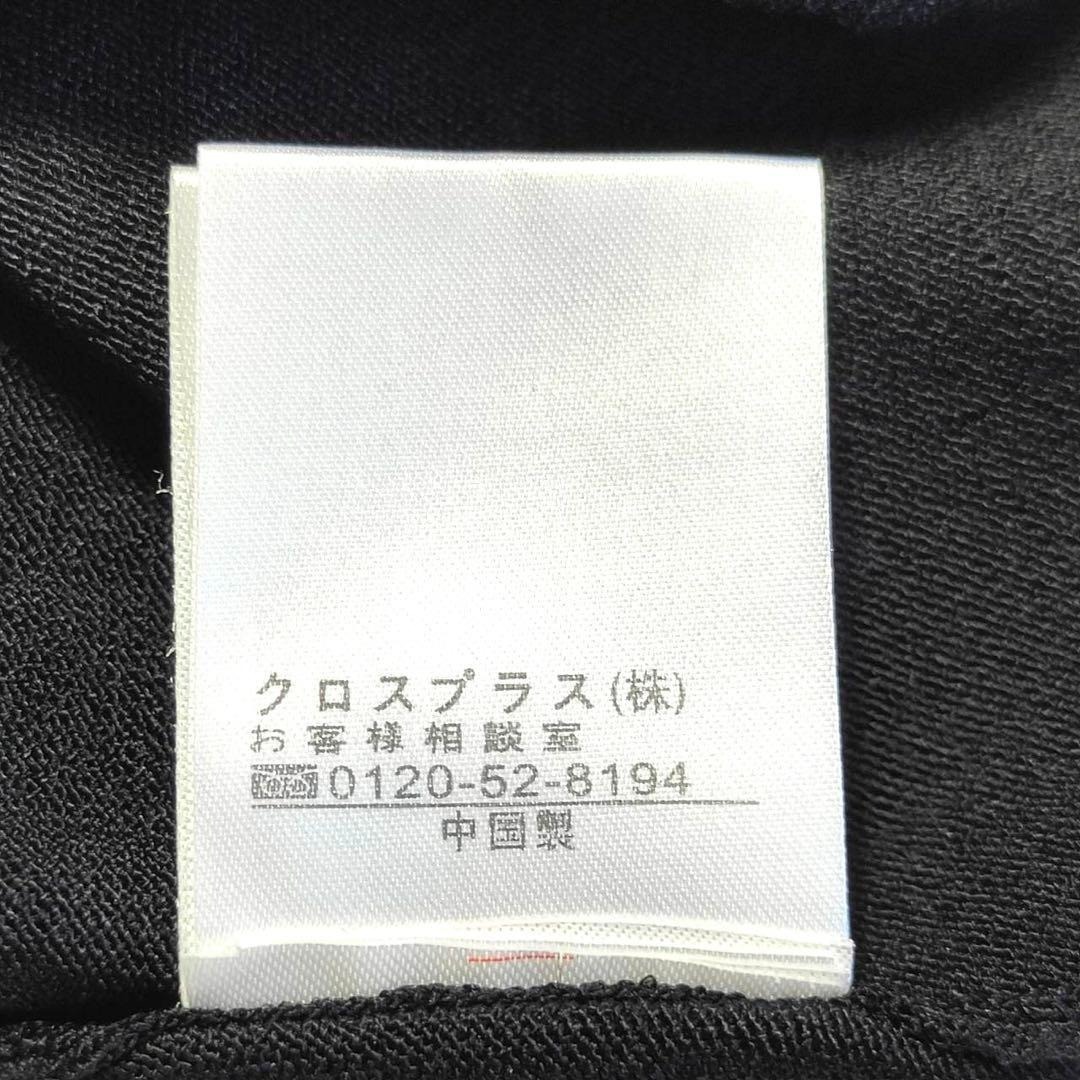 クロスプラス(株)
お客様相談室
0120-52-8194
中国製